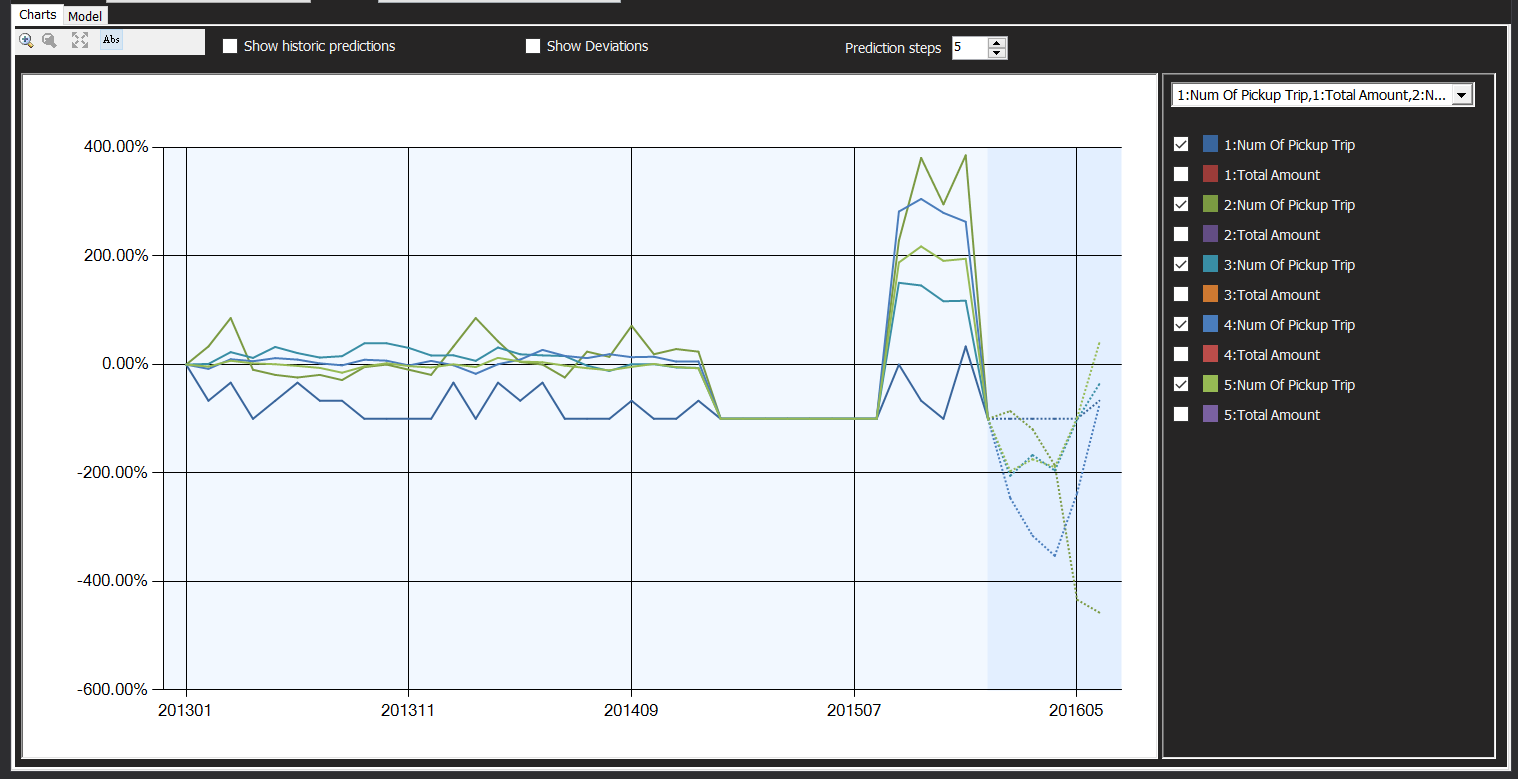 Charts Model
Abs Show historic predictions Show Deviations Prediction steps 5
1:Num Of Pickup Trip,1:Total Amount,2:N...
400.00%
200.00%
0.00%
-200.00%
-400.00%
-600.00%
201301 201311 201409 201507 201605
1:Num Of Pickup Trip
1:Total Amount
2:Num Of Pickup Trip
2:Total Amount
3:Num Of Pickup Trip
3:Total Amount
4:Num Of Pickup Trip
4:Total Amount
5:Num Of Pickup Trip
5:Total Amount